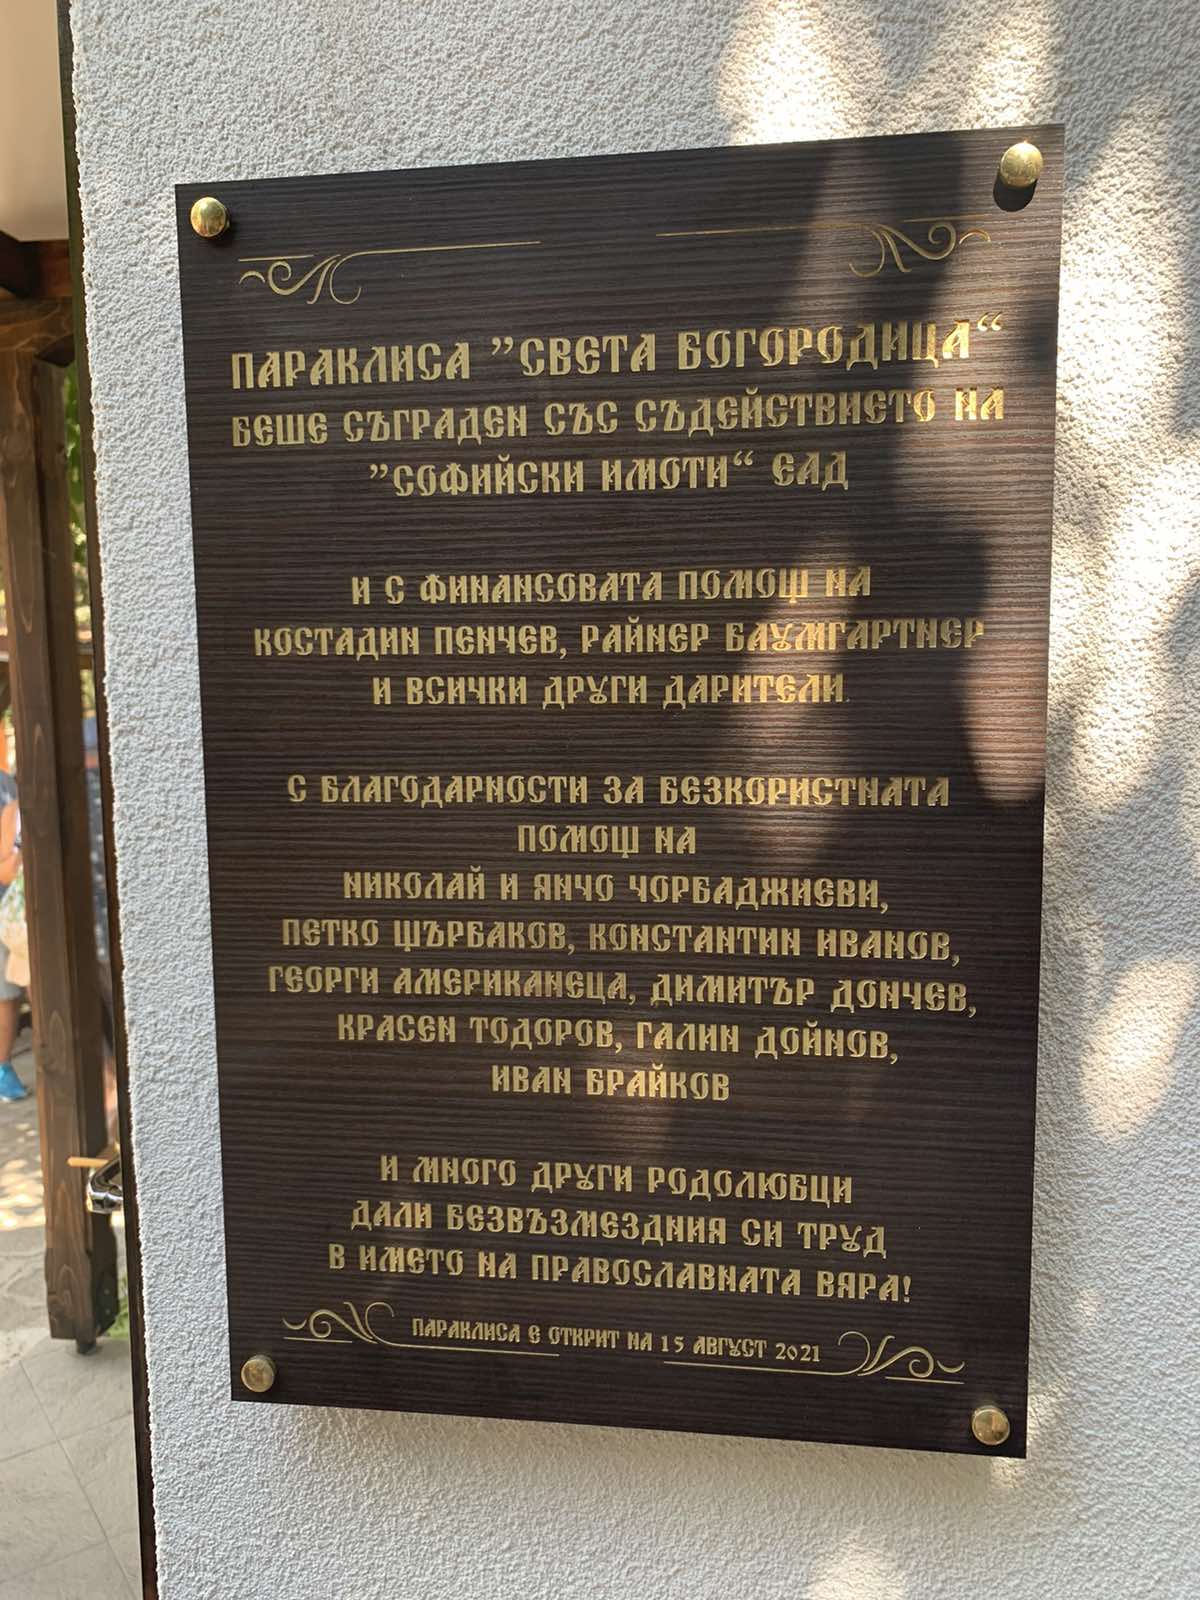 ПАРАКЛИСА ”СВЕТА БОГОРОДИЦА“
БЕШЕ СЪГРАДЕН СЪС СЪДЕЙСТВИЕТО НА
”СОФИЙСКИ ИМОТИ“ ЕАД
И С ФИНАНСОВАТА ПОМОЩ НА
КОСТАДИН ПЕНЧЕВ, РАЙНЕР БАУМГАРТНЕР
И ВСИЧКИ ДРУГИ ДАРИТЕЛИ.
С БЛАГОДАРНОСТИ ЗА БЕЗКОРИСТНАТА
ПОМОЩ НА
НИКОЛАЙ И ЯНЧО ЧОРБАДЖИЕВИ,
ПЕТКО ЩЪРБАКОВ, КОНСТАНТИН ИВАНОВ,
ГЕОРГИ АМЕРИКАНЕЦА, ДИМИТЪР ДОНЧЕВ,
КРАСЕН ТОДОРОВ, ГАЛИН ДОЙНОВ,
ИВАН БРАЙКОВ
И МНОГО ДРУГИ РОДОЛЮБЦИ
ДАЛИ БЕЗВЪЗМЕЗДНИЯ СИ ТРУД
В ИМЕТО НА ПРАВОСЛАВНАТА ВЯРА!
ПАРАКЛИСА Е ОТКРИТ НА 15 АВГУСТ 2021